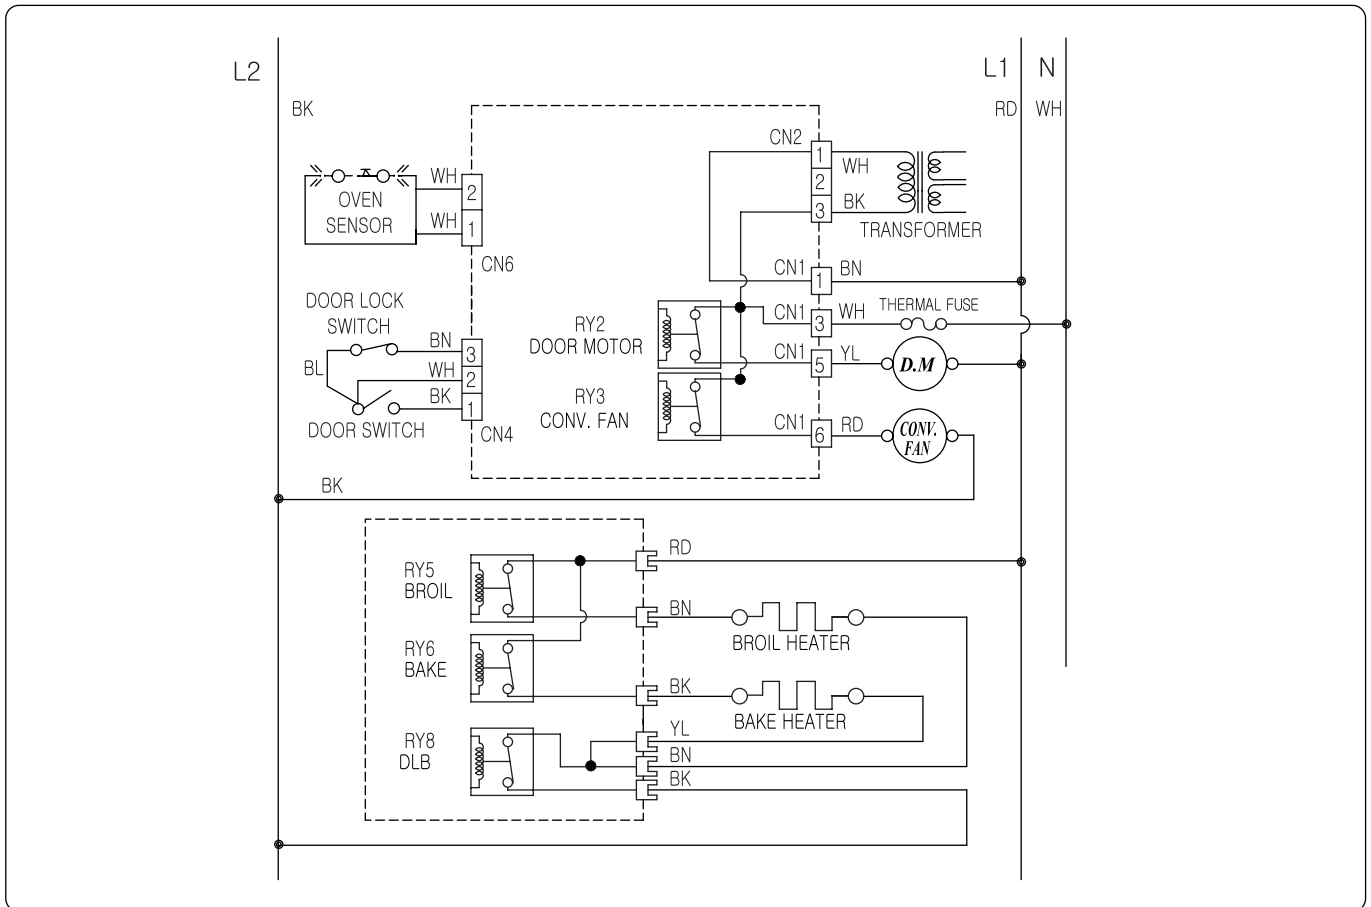 L2
L1
N
BK
RD
WH
CN2
1
WH
2
BK
3
TRANSFORMER
WH
2
OVEN
SENSOR
WH
1
CN6
CN1
1
BN
DOOR LOCK
SWITCH
THERMAL FUSE
CN1
3
WH
RY2
DOOR MOTOR
BN
3
CN1
5
YL
D.M
BL
WH
2
BK
1
RY3
CONV. FAN
DOOR SWITCH
CN4
CN1
6
RD
CONV.
FAN
BK
RD
RY5
BROIL
BN
BROIL HEATER
RY6
BAKE
BK
BAKE HEATER
YL
RY8
DLB
BN
BK